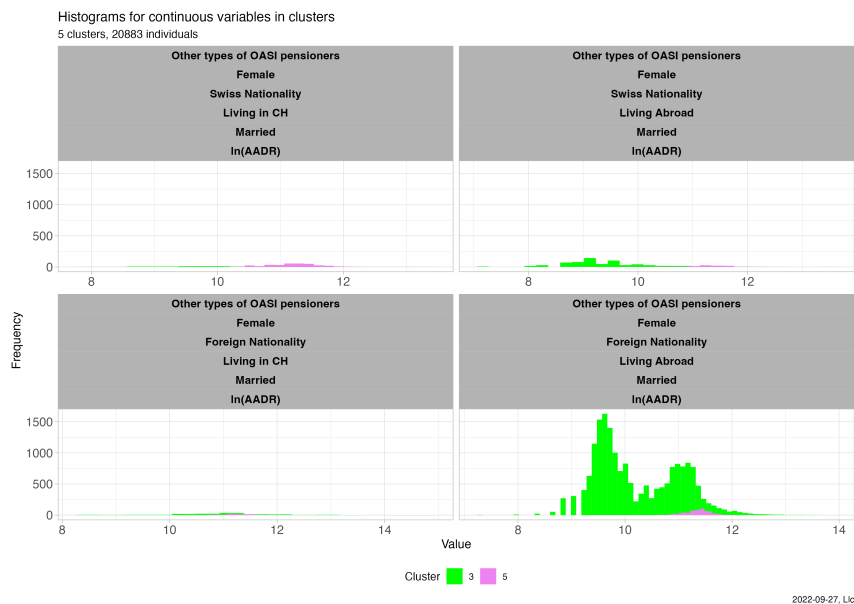 Histograms for continuous variables in clusters
5 clusters, 20883 individuals
Other types of OASI pensioners
Female
Swiss Nationality
Living in CH
Married
ln(AADR)
Other types of OASI pensioners
Female
Swiss Nationality
Living Abroad
Married
ln(AADR)
1500
1000
500
0
8 10 12
8 10 12
Other types of OASI pensioners
Female
Foreign Nationality
Living in CH
Married
ln(AADR)
Other types of OASI pensioners
Female
Foreign Nationality
Living Abroad
Married
ln(AADR)
1500
1000
500
0
8 10 12 14
8 10 12 14
Frequency
Value
Cluster 3 5
2022-09-27, Llc